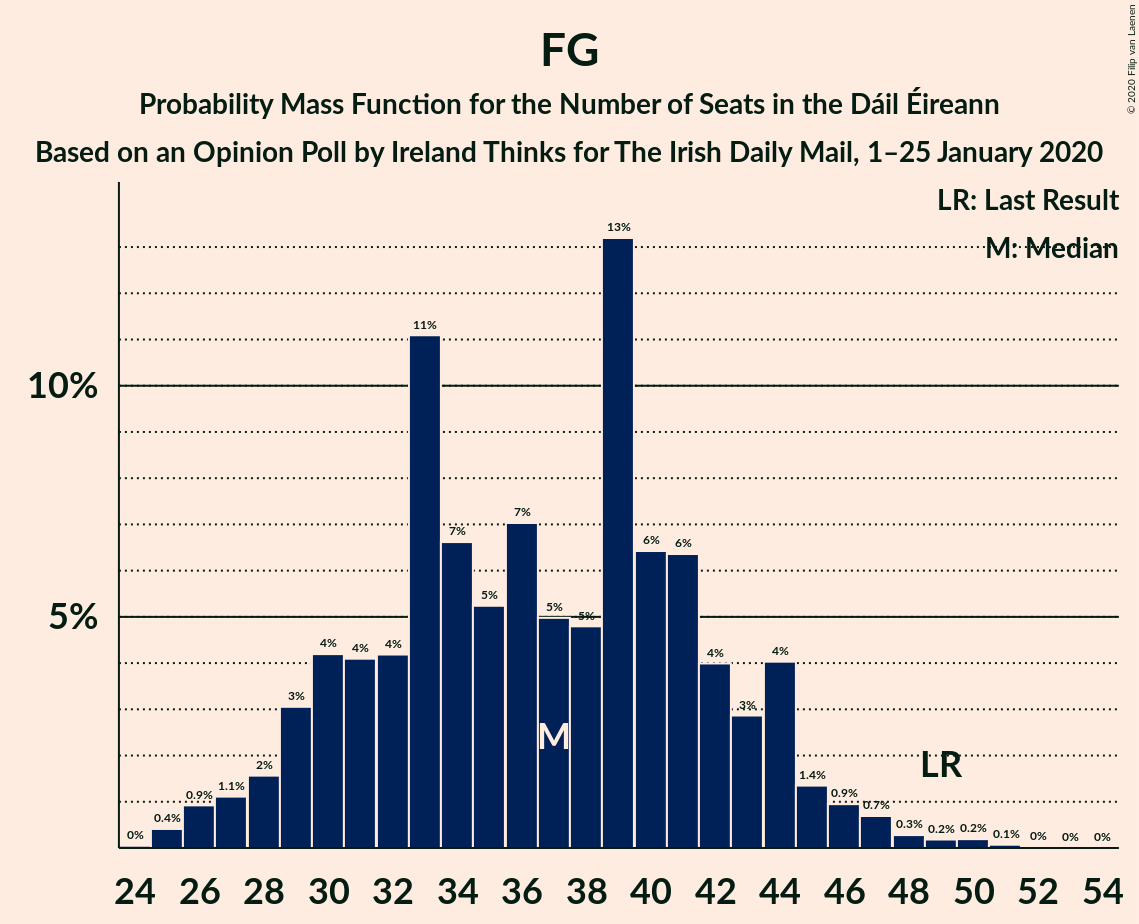 FG
Probability Mass Function for the Number of Seats in the Dáil Éireann
Based on an Opinion Poll by Ireland Thinks for The Irish Daily Mail, 1–25 January 2020
© 2020 Filip van Laenen
LR: Last Result
M: Median
10%
5%
0% 0.4% 0.9% 1.1% 2% 3% 4% 4% 4% 11% 7% 5% 7% 5% 5% 13% 6% 6% 4% 3% 4% 1.4% 0.9% 0.7% 0.3% 0.2% 0.2% 0.1% 0% 0% 0%
M
LR
24 26 28 30 32 34 36 38 40 42 44 46 48 50 52 54